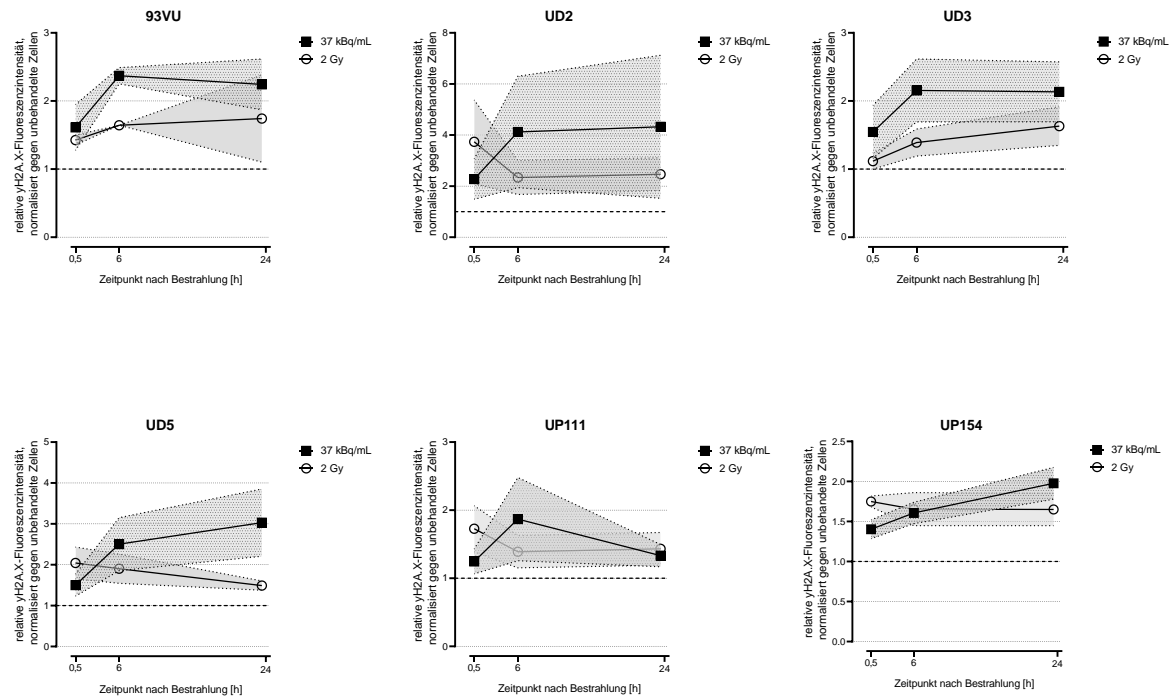 93VU
relative yH2A.X-Fluoreszenzintensität,
normalisiert gegen unbehandelte Zellen
3
2
1
0
0,5
6
24
Zeitpunkt nach Bestrahlung [h]
37 kBq/mL
2 Gy
UD2
relative yH2A.X-Fluoreszenzintensität,
normalisiert gegen unbehandelte Zellen
8
6
4
2
0
0,5
6
24
Zeitpunkt nach Bestrahlung [h]
37 kBq/mL
2 Gy
UD3
relative yH2A.X-Fluoreszenzintensität,
normalisiert gegen unbehandelte Zellen
3
2
1
0
0,5
6
24
Zeitpunkt nach Bestrahlung [h]
37 kBq/mL
2 Gy
UD5
relative yH2A.X-Fluoreszenzintensität,
normalisiert gegen unbehandelte Zellen
5
4
3
2
1
0
0,5
6
24
Zeitpunkt nach Bestrahlung [h]
37 kBq/mL
2 Gy
UP111
relative yH2A.X-Fluoreszenzintensität,
normalisiert gegen unbehandelte Zellen
3
2
1
0
0,5
6
24
Zeitpunkt nach Bestrahlung [h]
37 kBq/mL
2 Gy
UP154
relative yH2A.X-Fluoreszenzintensität,
normalisiert gegen unbehandelte Zellen
2.5
2.0
1.5
1.0
0.5
0.0
0,5
6
24
Zeitpunkt nach Bestrahlung [h]
37 kBq/mL
2 Gy